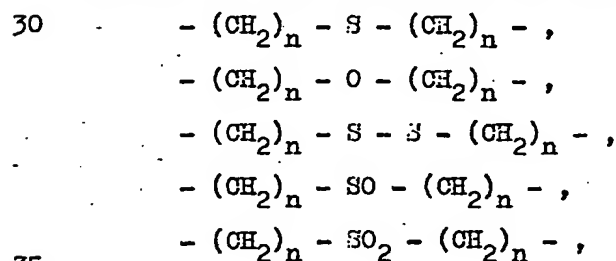 30 - (CH2)n - S - (CH2)n - ,
- (CH2)n - O - (CH2)n - ,
- (CH2)n - S - S - (CH2)n - ,
- (CH2)n - SO - (CH2)n - ,
- (CH2)n - SO2 - (CH2)n - ,